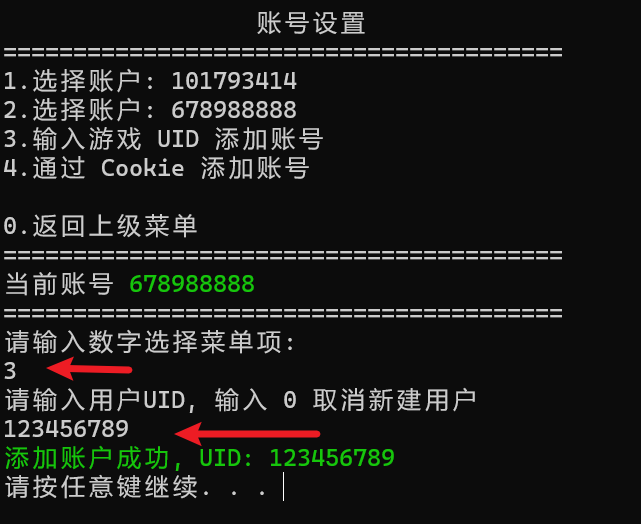 账号设置
========================================
1.选择账户: 101793414
2.选择账户: 678988888
3.输入游戏 UID 添加账号
4.通过 Cookie 添加账号
0.返回上级菜单
========================================
当前账号 678988888
========================================
请输入数字选择菜单项:
3
请输入用户UID, 输入 0 取消新建用户
123456789
添加账户成功, UID: 123456789
请按任意键继续. . .